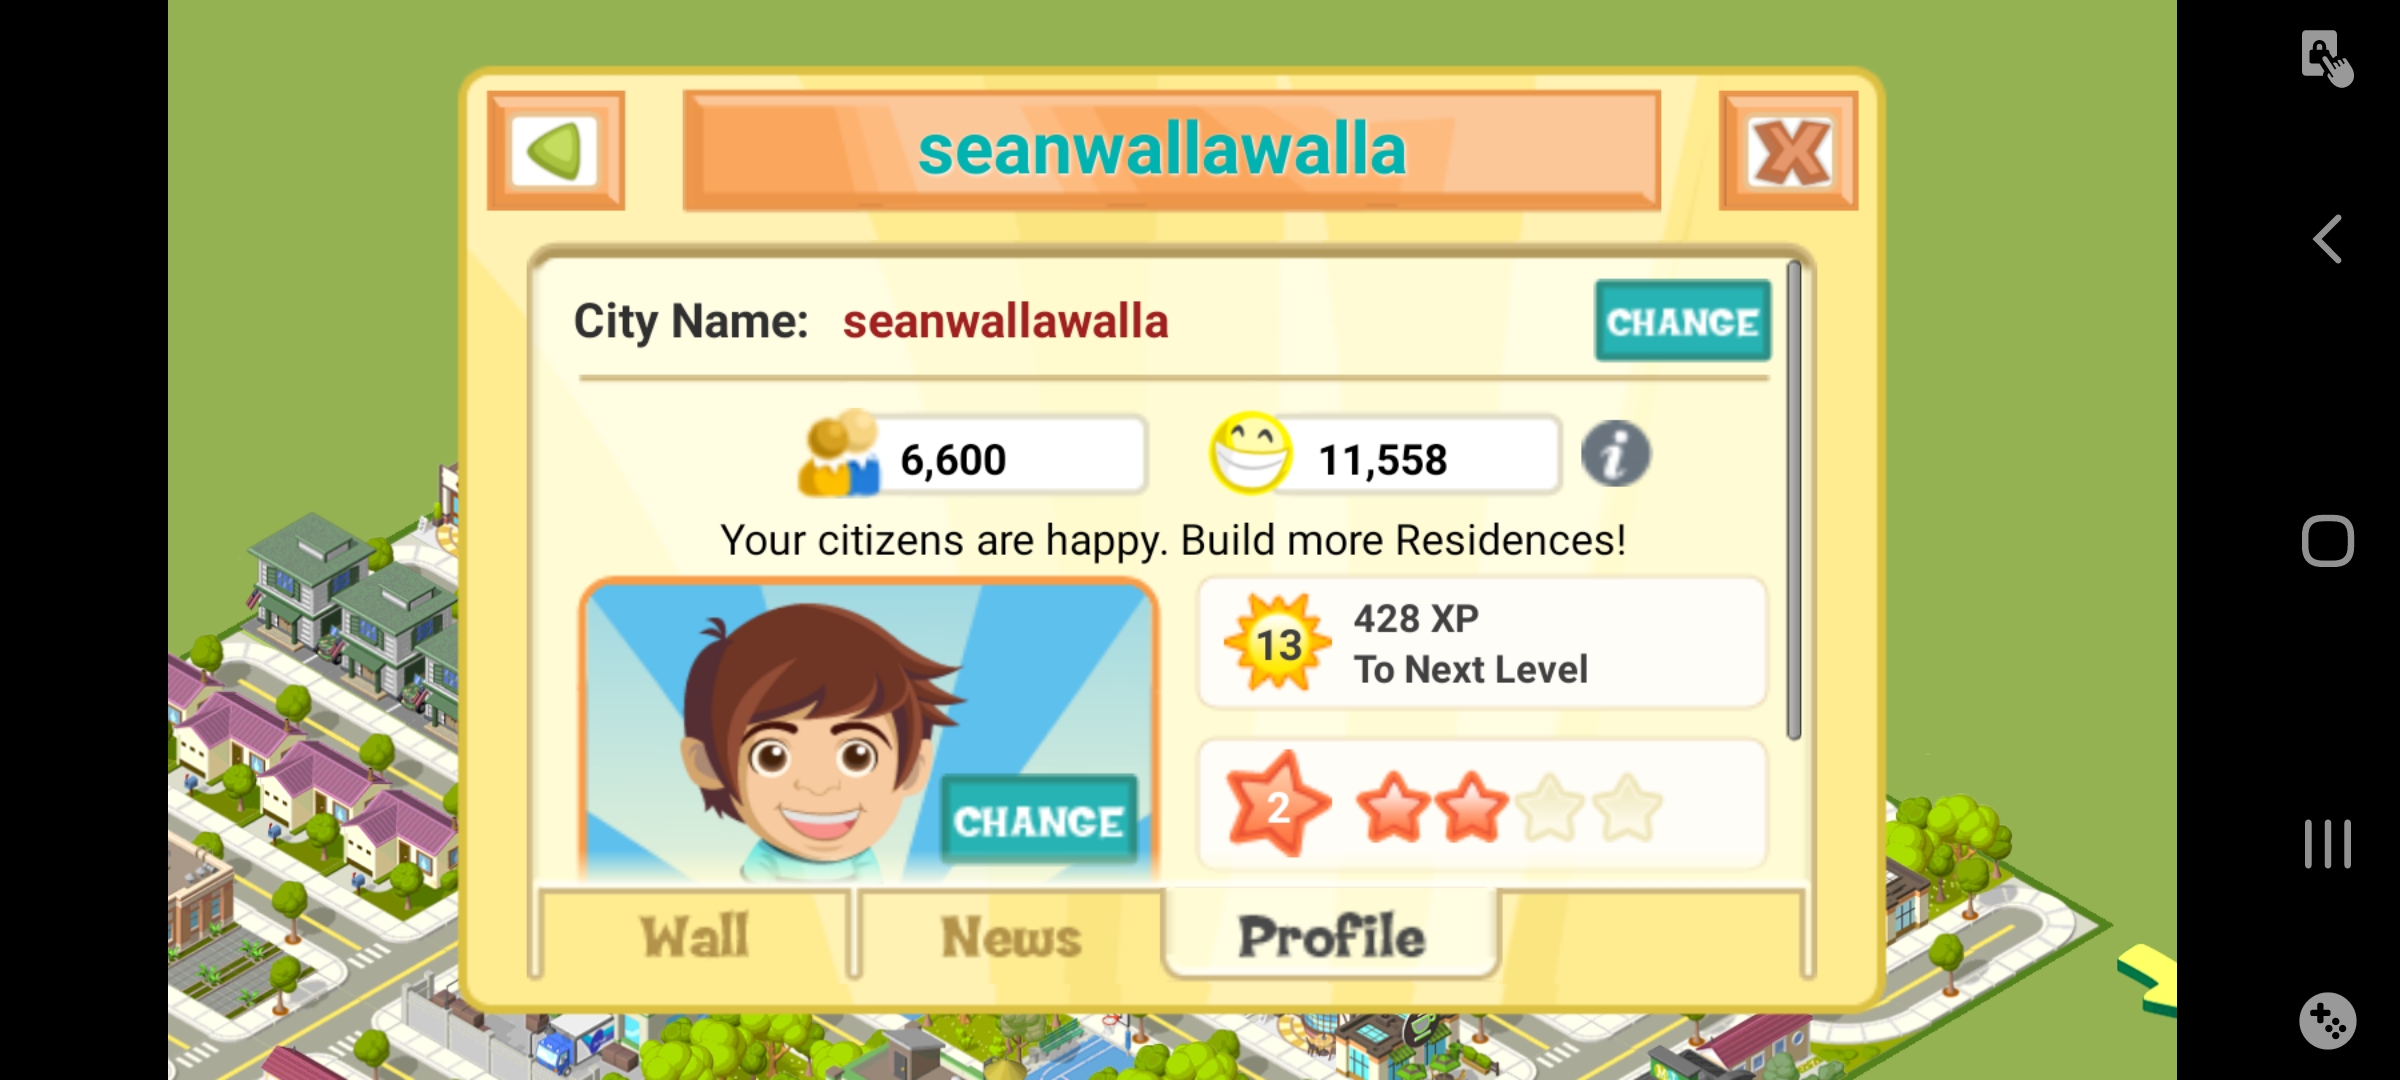 seanwallawalla
City Name: seanwallawalla
CHANGE
6,600
11,558
i
Your citizens are happy. Build more Residences!
13
428 XP
To Next Level
CHANGE
2
Wall
News
Profile